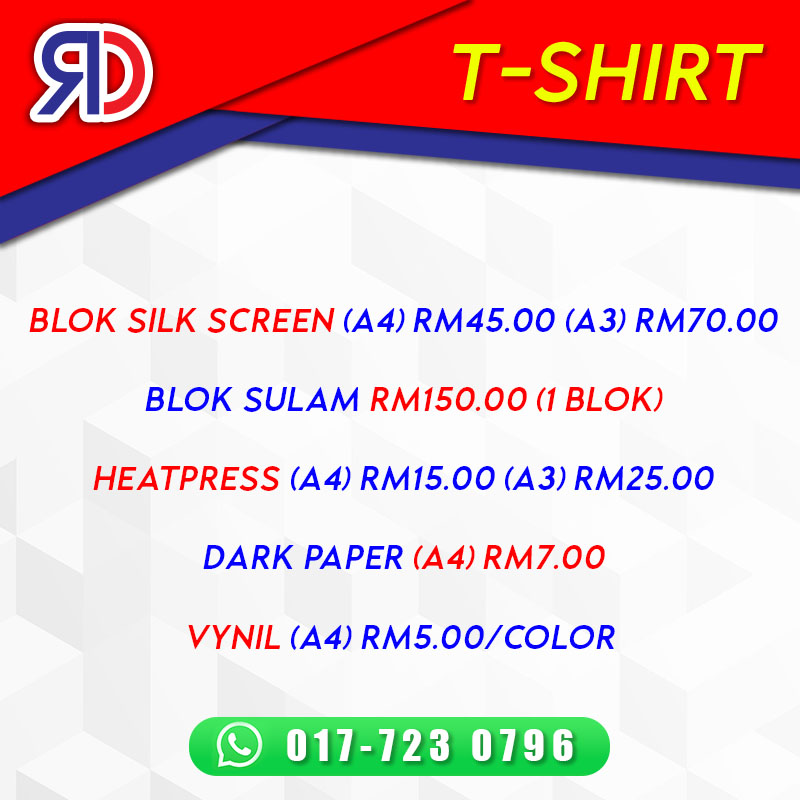 RD
T-SHIRT
BLOK SILK SCREEN (A4) RM45.00 (A3) RM70.00
BLOK SULAM RM150.00 (1 BLOK)
HEATPRESS (A4) RM15.00 (A3) RM25.00
DARK PAPER (A4) RM7.00
VYNIL (A4) RM5.00/COLOR
017-723 0796